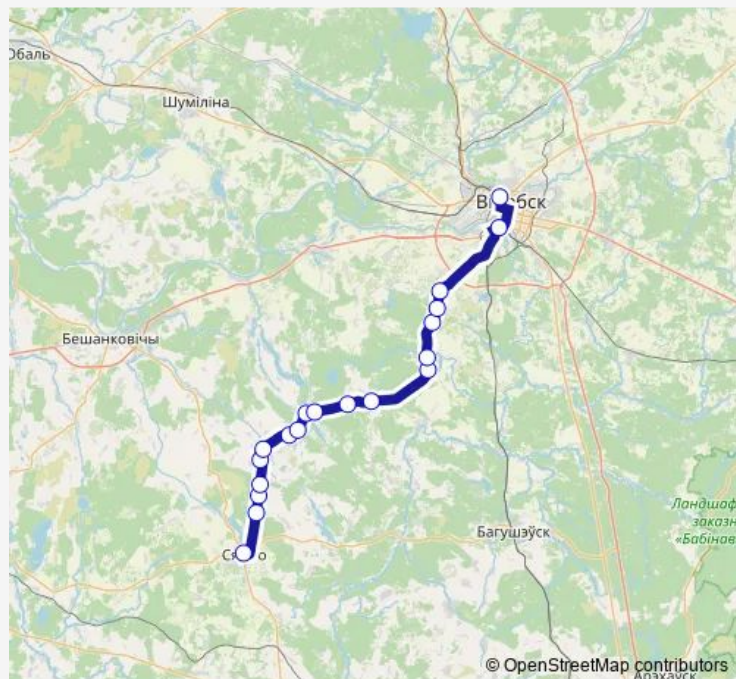 Обаль
Шуміліна
Бешанковічы
Багушэўск
Ландшаф
заказн
«Бабінав
© OpenStreetMap contributors